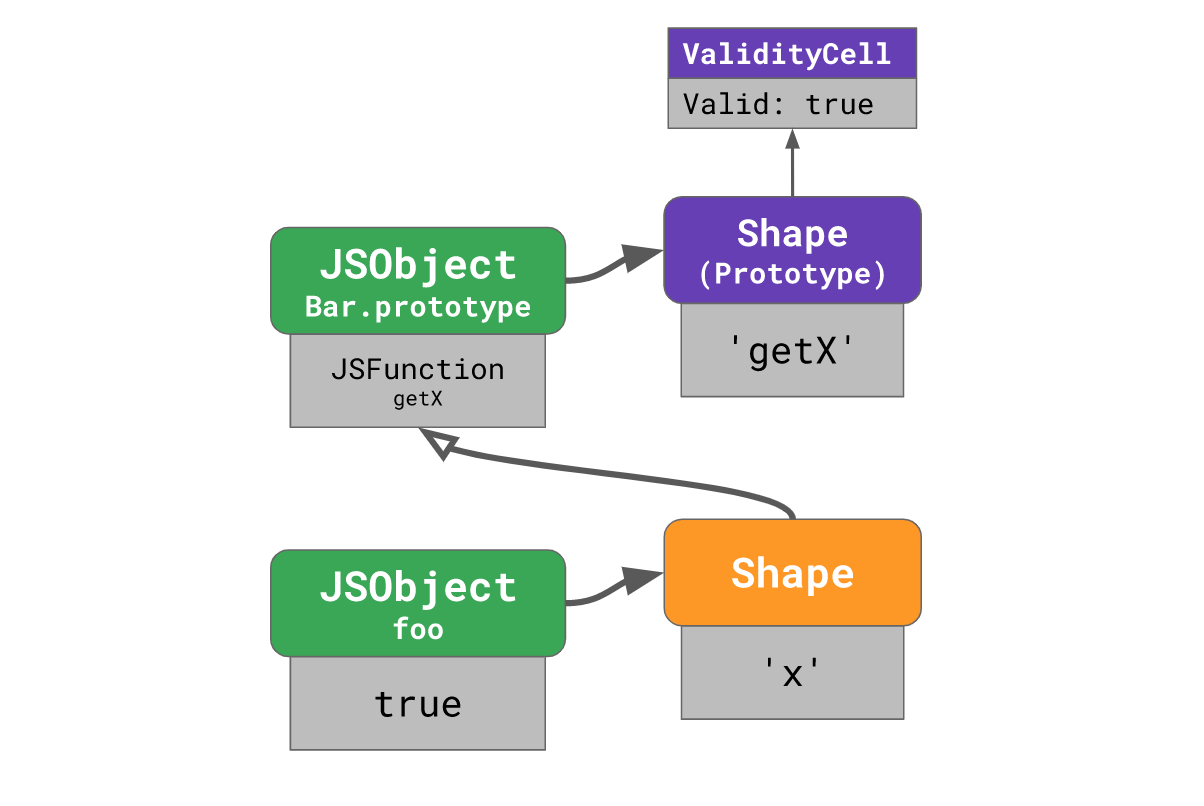 ValidityCell
Valid: true
JSObject
Bar.prototype
JSFunction
getX
Shape
(Prototype)
'getX'
JSObject
foo
true
Shape
'x'